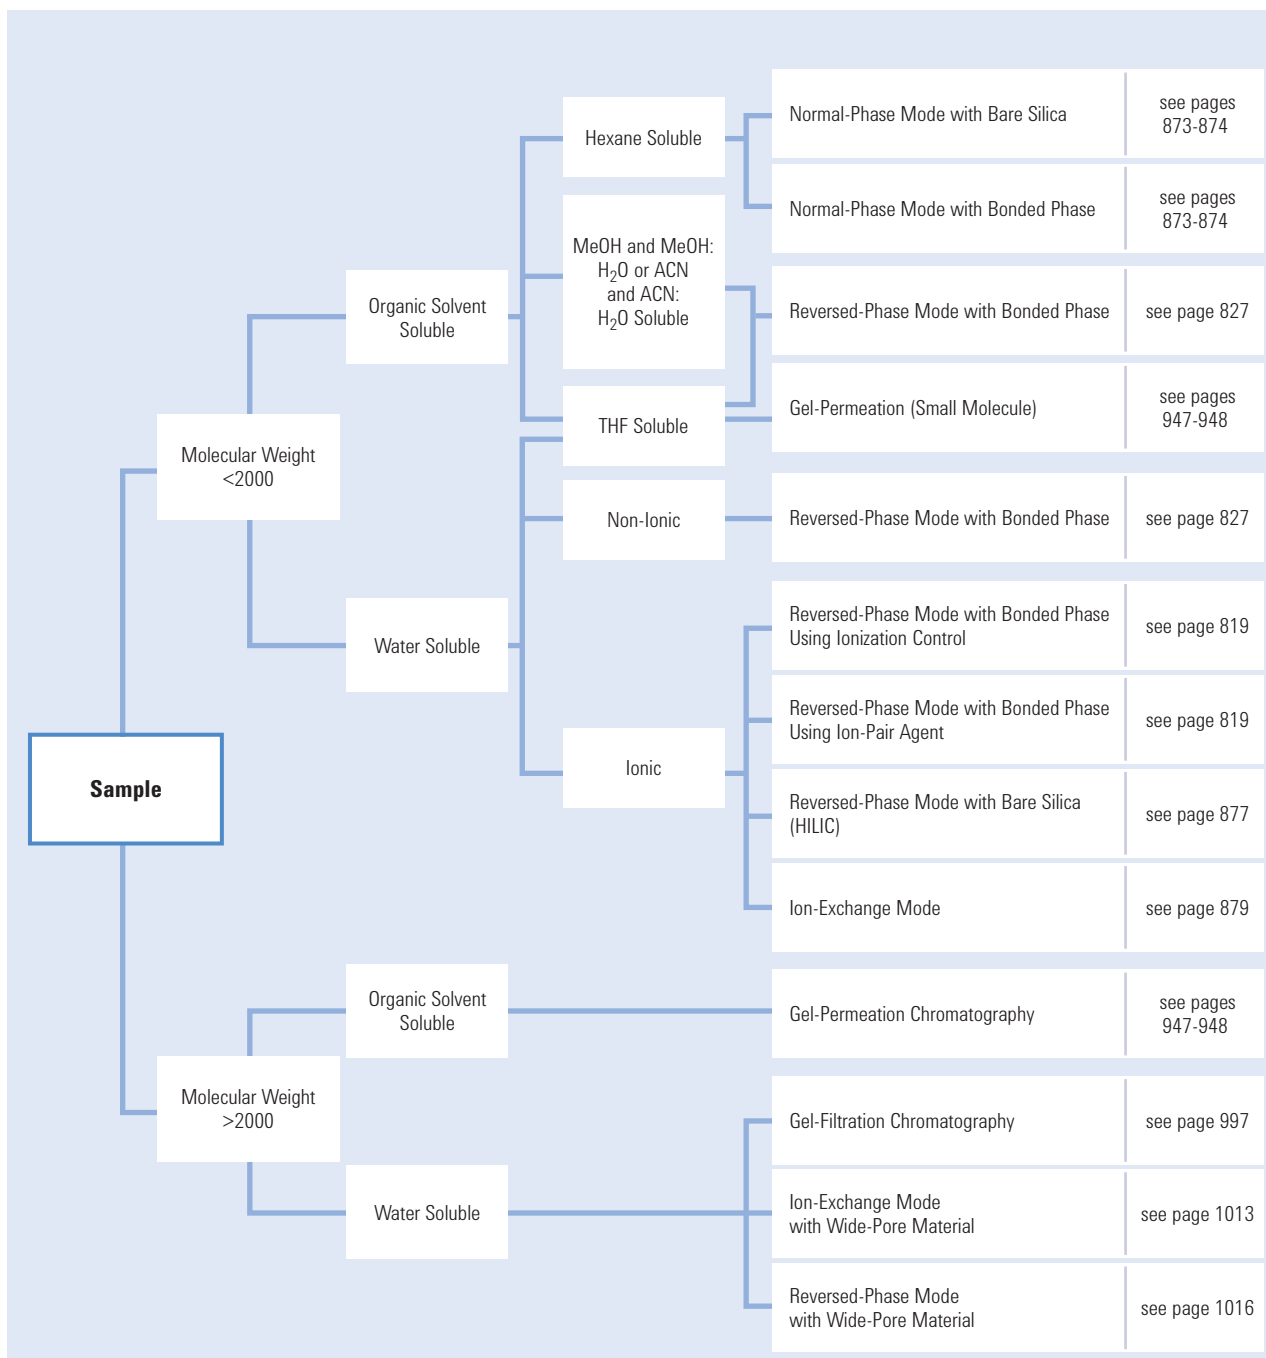 Sample
Molecular Weight
<2000
Organic Solvent
Soluble
Hexane Soluble
Normal-Phase Mode with Bare Silica
see pages
873-874
Normal-Phase Mode with Bonded Phase
see pages
873-874
MeOH and MeOH:
H₂O or ACN
and ACN:
H₂O Soluble
Reversed-Phase Mode with Bonded Phase
see page 827
THF Soluble
Gel-Permeation (Small Molecule)
see pages
947-948
Water Soluble
Non-Ionic
Reversed-Phase Mode with Bonded Phase
see page 827
Ionic
Reversed-Phase Mode with Bonded Phase
Using Ionization Control
see page 819
Reversed-Phase Mode with Bonded Phase
Using Ion-Pair Agent
see page 819
Reversed-Phase Mode with Bare Silica
(HILIC)
see page 877
Ion-Exchange Mode
see page 879
Molecular Weight
>2000
Organic Solvent
Soluble
Gel-Permeation Chromatography
see pages
947-948
Water Soluble
Gel-Filtration Chromatography
see page 997
Ion-Exchange Mode
with Wide-Pore Material
see page 1013
Reversed-Phase Mode
with Wide-Pore Material
see page 1016